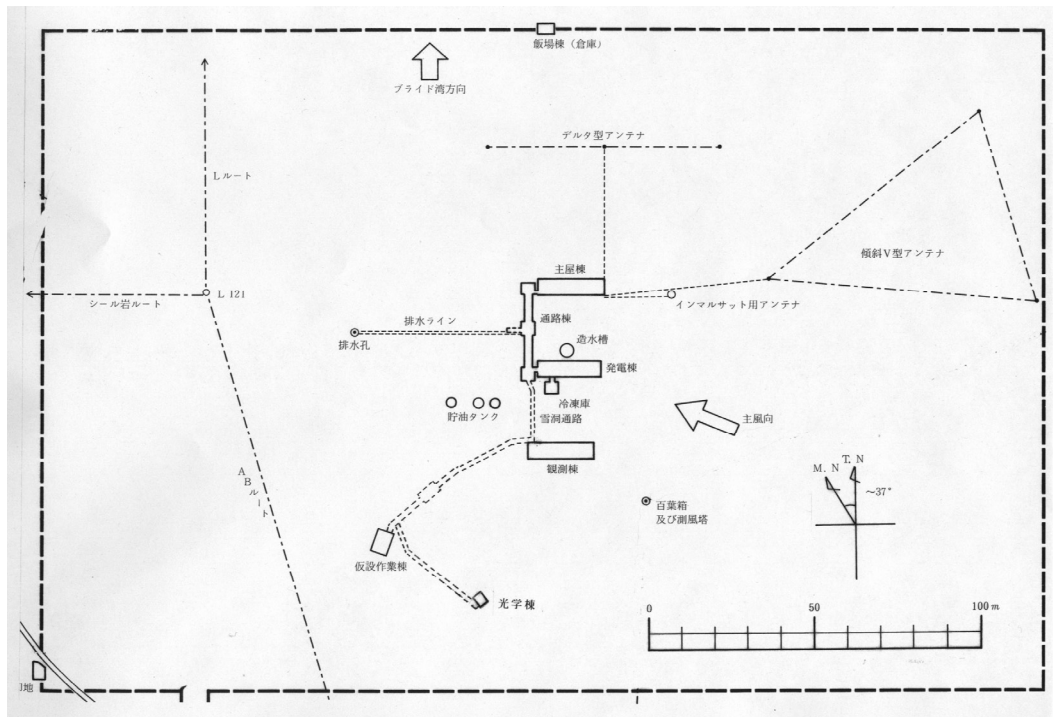 飯場棟（倉庫）
ブライド湾方向
デルタ型アンテナ
Lルート
傾斜V型アンテナ
主屋棟
シール岩ルート
L 121
インマルサット用アンテナ
排水ライン
通路棟
排水孔
造水槽
発電棟
冷凍庫
貯油タンク
雪洞通路
主風向
観測棟
ABルート
M. N
T. N
～37°
百葉箱
及び測風塔
仮設作業棟
光学棟
0
50
100 m